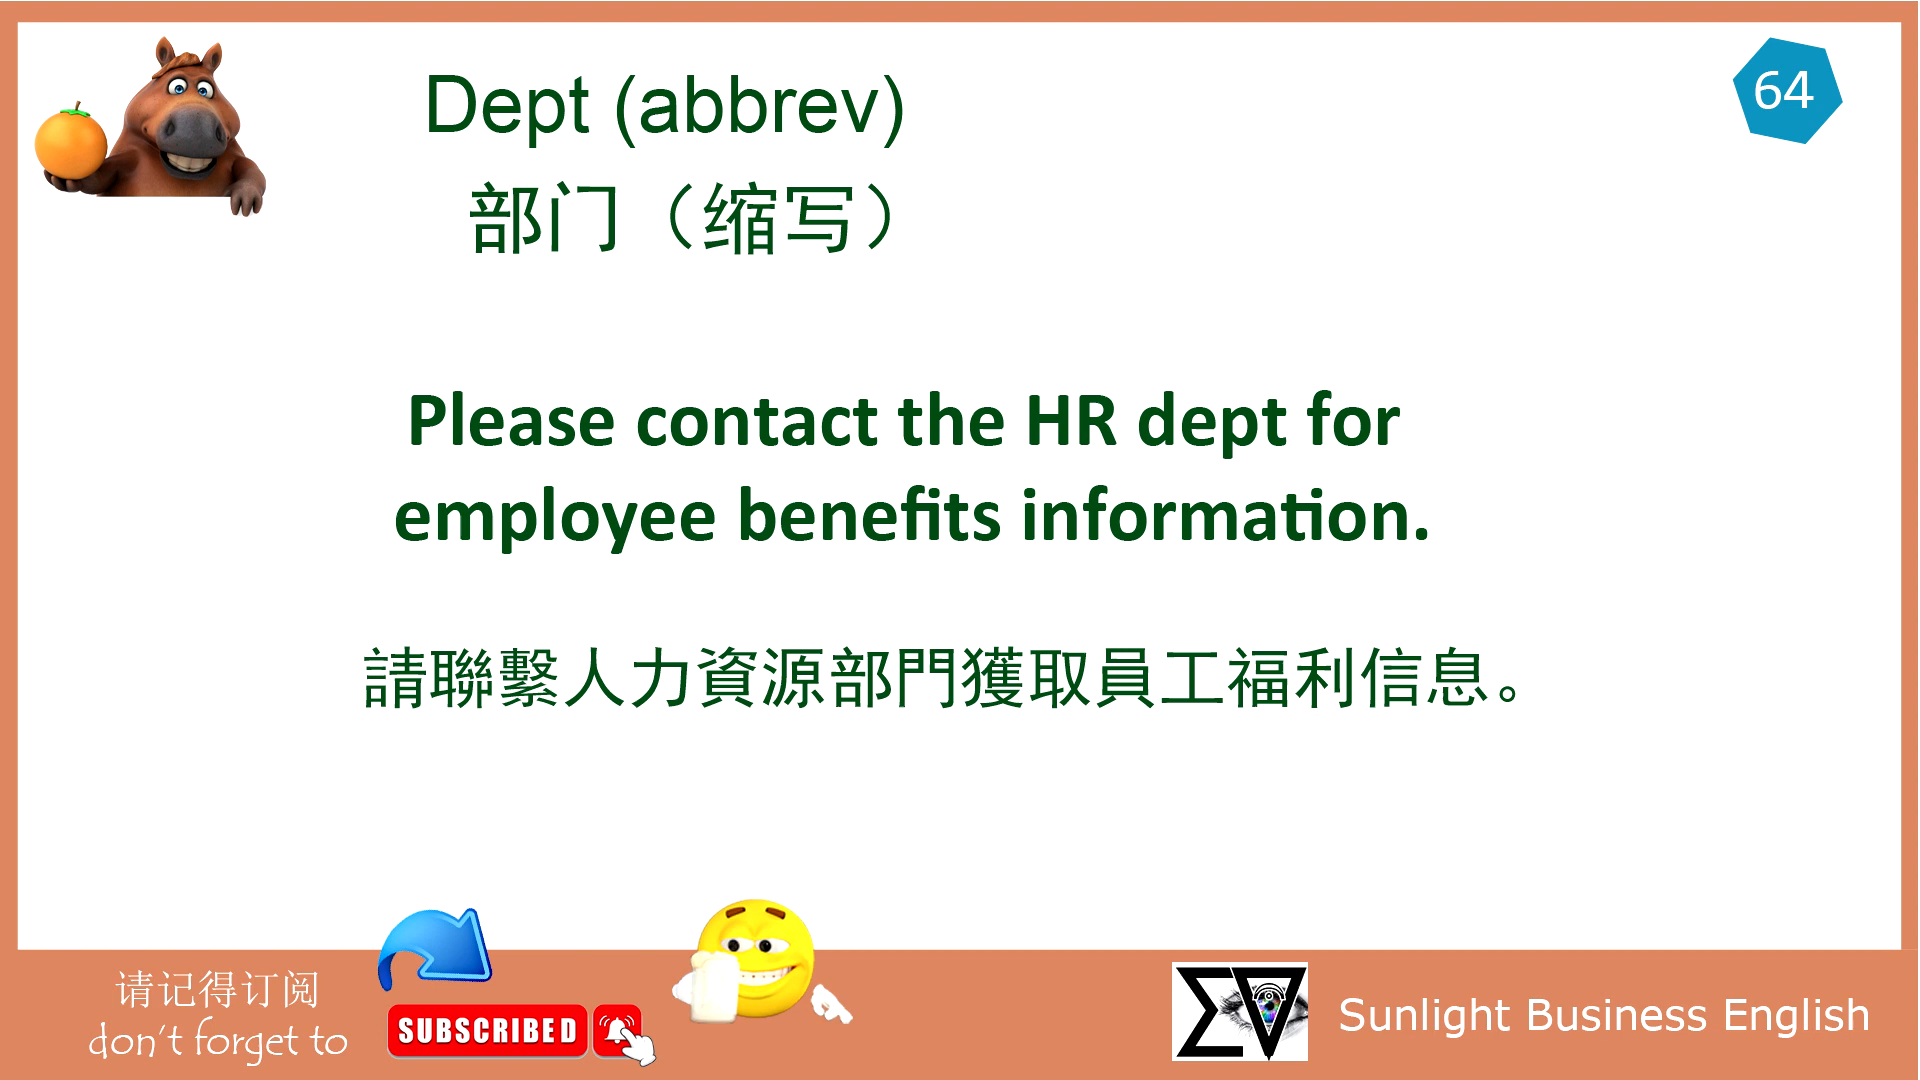 Dept (abbrev)
64
部门（缩写）
Please contact the HR dept for
employee benefits information.
請聯繫人力資源部門獲取員工福利信息。
请记得订阅
don't forget to
SUBSCRIBED
Sunlight Business English